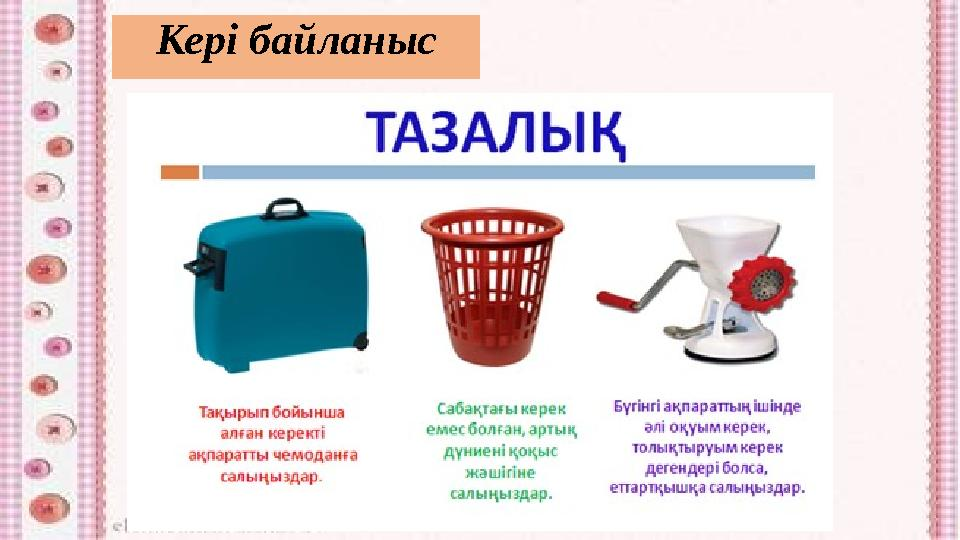 Кері байланыс
ТАЗАЛЫҚ
Тақырып бойынша
алған керекті
ақпаратты чемоданға
салыңыздар.
Сабақтағы керек
емес болған, артық
дүниені қоқыс
жәшігіне
салыңыздар.
Бүгінгі ақпараттың ішінде
әлі оқуым керек,
толықтыруым керек
дегендері болса,
еттартқышқа салыңыздар.